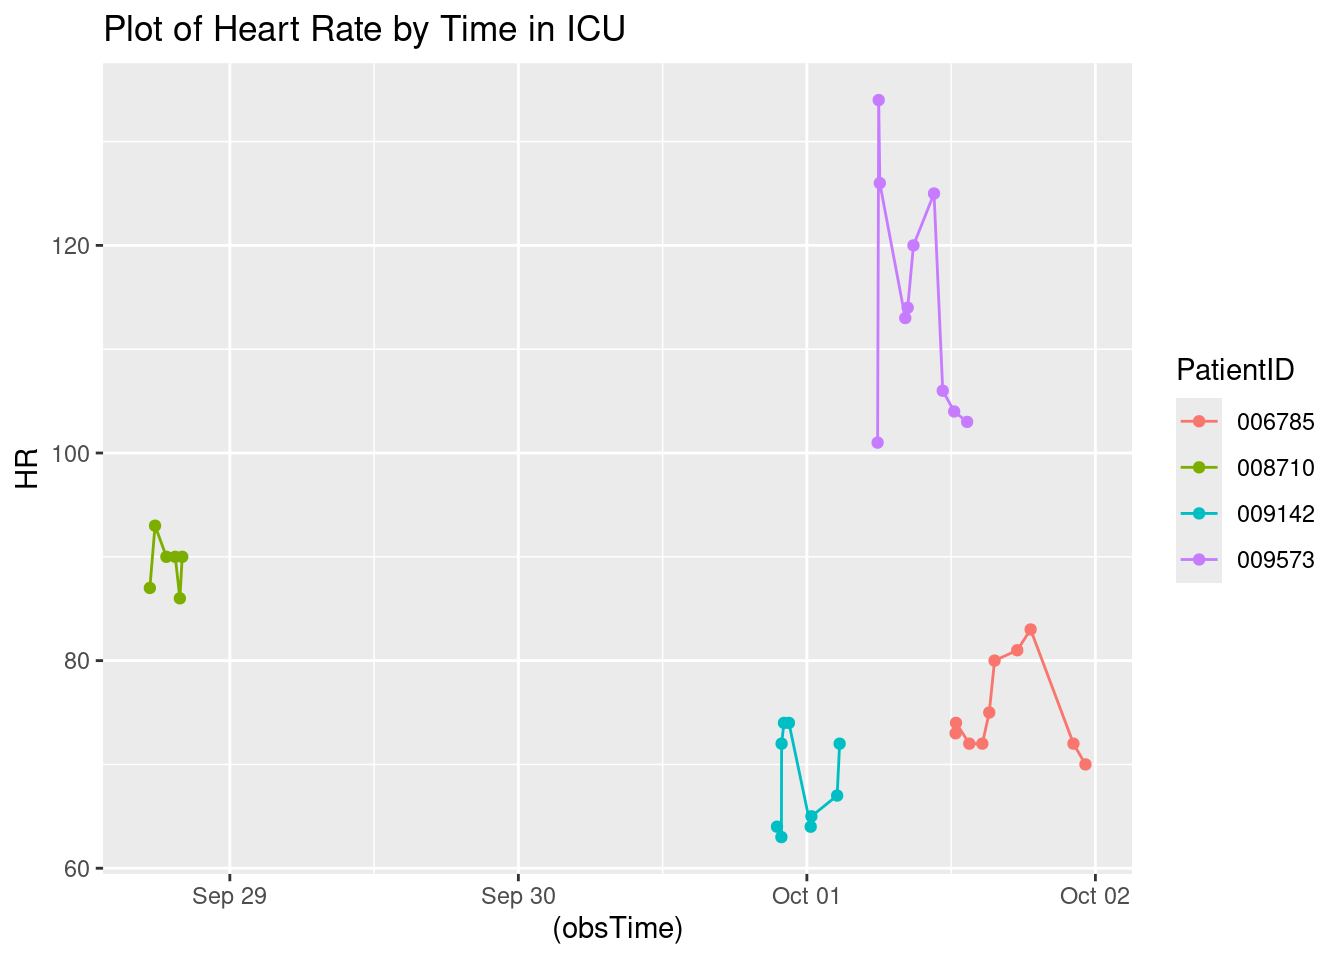 Plot of Heart Rate by Time in ICU
HR
120
100
80
60
Sep 29
Sep 30
Oct 01
Oct 02
(obsTime)
PatientID
006785
008710
009142
009573